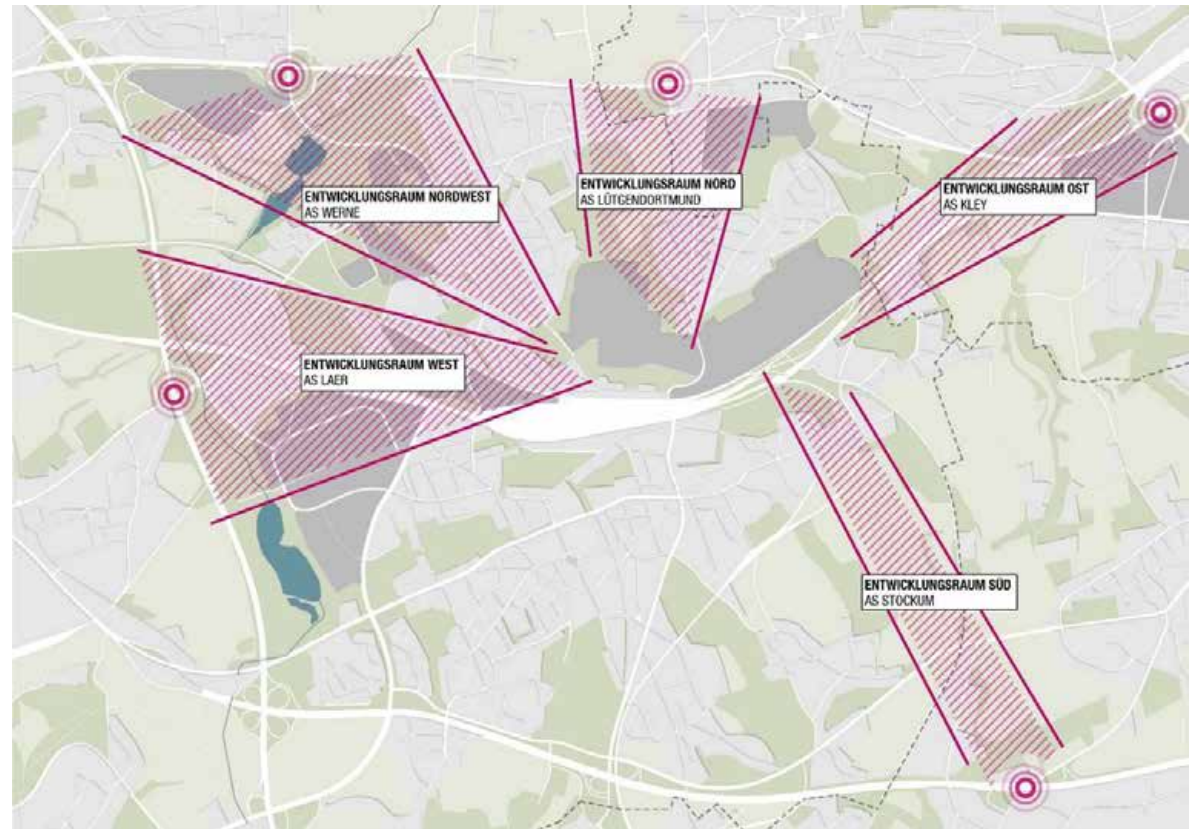 ENTWICKLUNGSRAUM NORDWEST
AS WERNE
ENTWICKLUNGSRAUM NORD
AS LÜTGENDORTMUND
ENTWICKLUNGSRAUM OST
AS KLEY
ENTWICKLUNGSRAUM WEST
AS LAER
ENTWICKLUNGSRAUM SÜD
AS STOCKUM